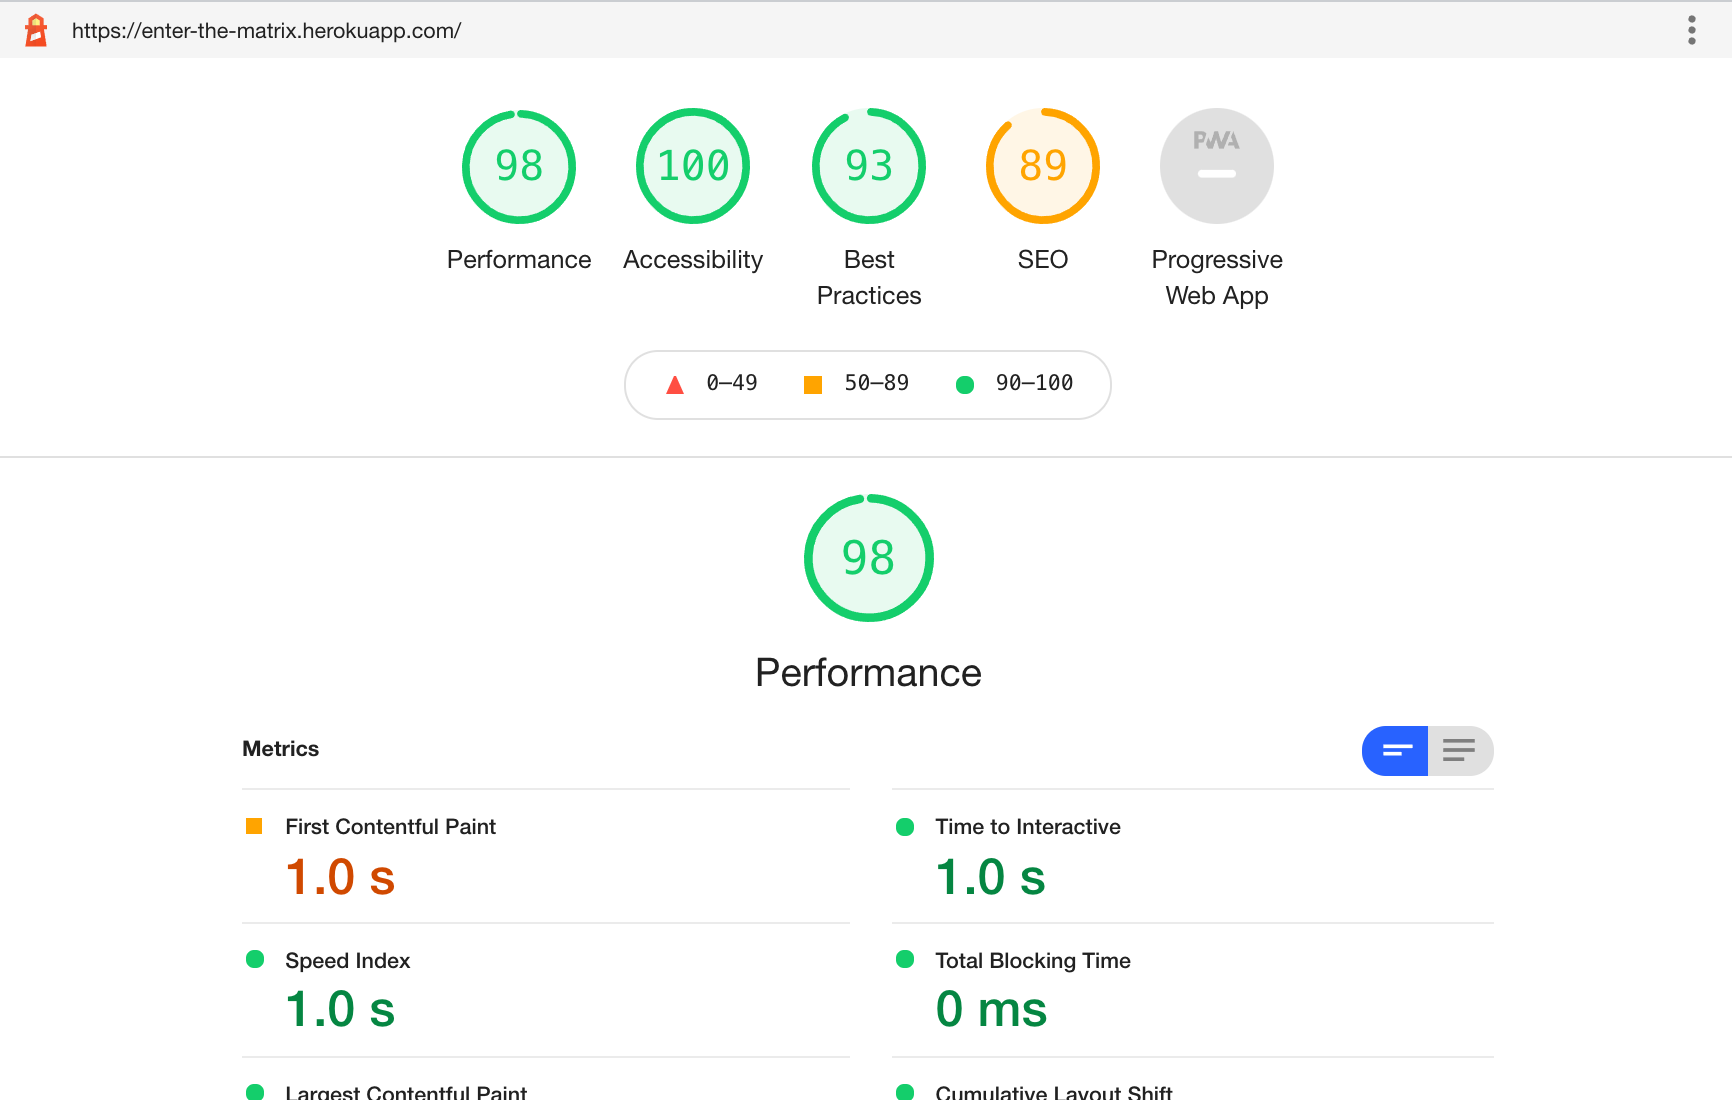 https://enter-the-matrix.herokuapp.com/
98
100
93
89
PWA
Performance
Accessibility
Best
Practices
SEO
Progressive
Web App
0–49
50–89
90–100
98
Performance
Metrics
First Contentful Paint
1.0 s
Time to Interactive
1.0 s
Speed Index
1.0 s
Total Blocking Time
0 ms
Largest Contentful Paint
Cumulative Layout Shift